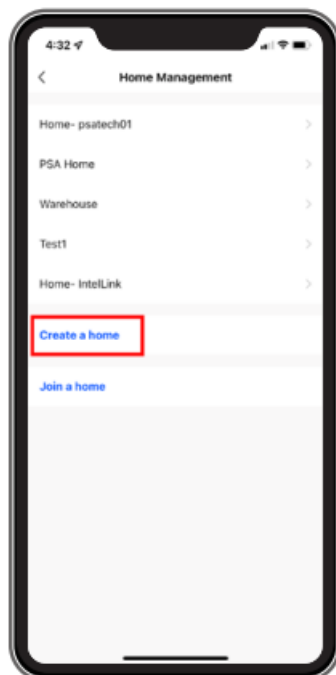 4:32
Home Management
Home- psatech01
PSA Home
Warehouse
Test1
Home- IntelLink
Create a home
Join a home